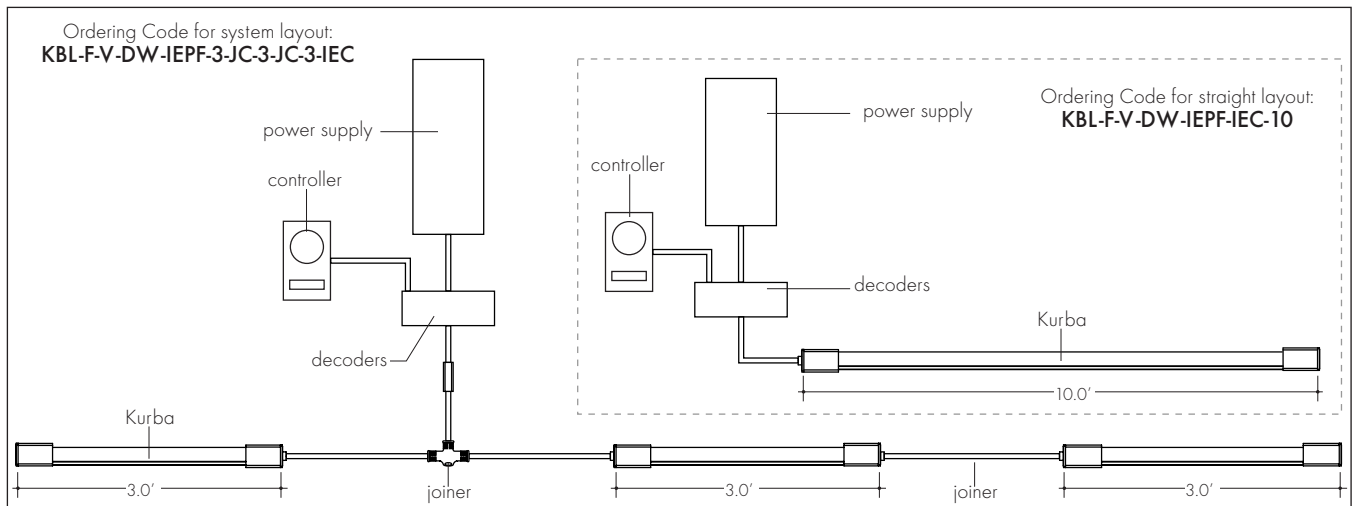 Ordering Code for system layout:
KBL-F-V-DW-IEPF-3-JC-3-JC-3-IEC
power supply
controller
decoders
Kurba
3.0'
joiner
3.0'
joiner
3.0'
Ordering Code for straight layout:
KBL-F-V-DW-IEPF-IEC-10
power supply
controller
decoders
Kurba
10.0'